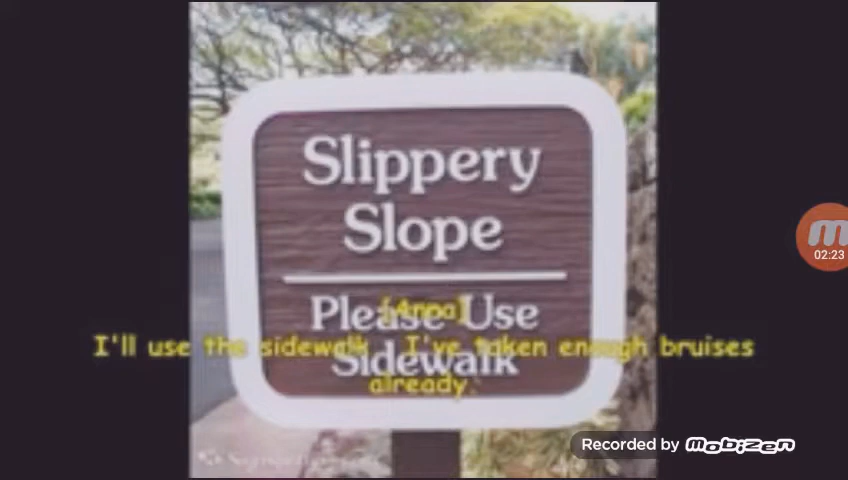 Slippery
Slope
Please Use
Sidewalk
[Anna]
I'll use the sidewalk. I've taken enough bruises
already.
02:23
Recorded by Mobizen